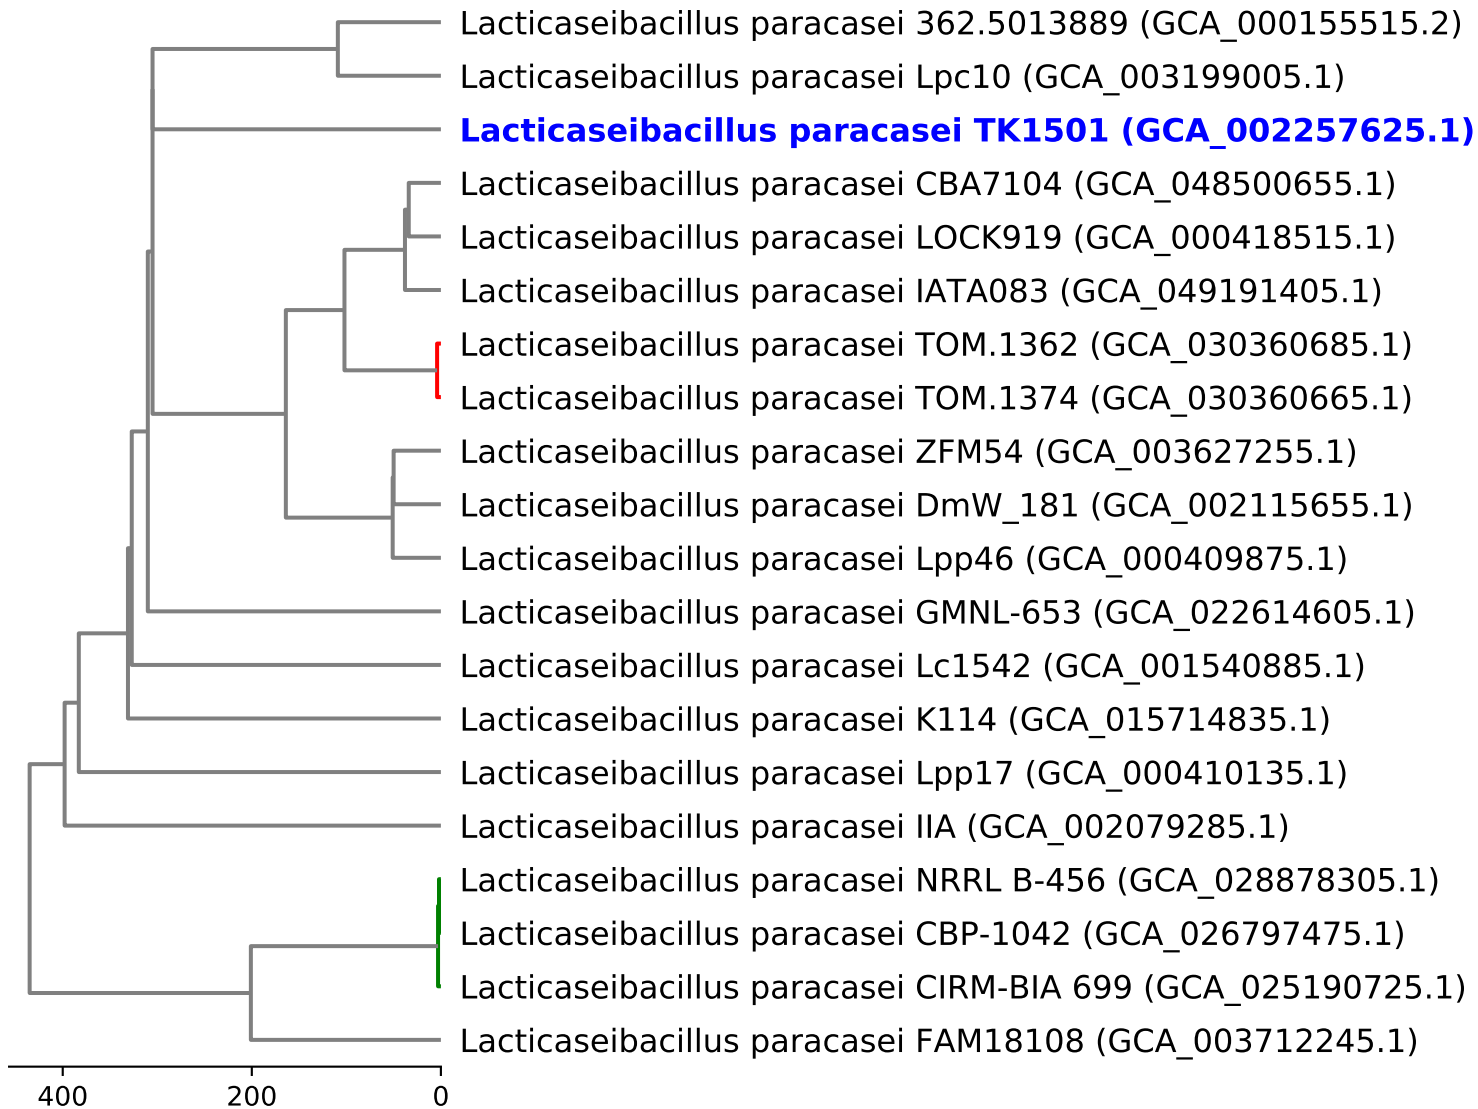 Lacticaseibacillus paracasei 362.5013889 (GCA_000155515.2)
Lacticaseibacillus paracasei Lpc10 (GCA_003199005.1)
Lacticaseibacillus paracasei TK1501 (GCA_002257625.1)
Lacticaseibacillus paracasei CBA7104 (GCA_048500655.1)
Lacticaseibacillus paracasei LOCK919 (GCA_000418515.1)
Lacticaseibacillus paracasei IATA083 (GCA_049191405.1)
Lacticaseibacillus paracasei TOM.1362 (GCA_030360685.1)
Lacticaseibacillus paracasei TOM.1374 (GCA_030360665.1)
Lacticaseibacillus paracasei ZFM54 (GCA_003627255.1)
Lacticaseibacillus paracasei DmW_181 (GCA_002115655.1)
Lacticaseibacillus paracasei Lpp46 (GCA_000409875.1)
Lacticaseibacillus paracasei GMNL-653 (GCA_022614605.1)
Lacticaseibacillus paracasei Lc1542 (GCA_001540885.1)
Lacticaseibacillus paracasei K114 (GCA_015714835.1)
Lacticaseibacillus paracasei Lpp17 (GCA_000410135.1)
Lacticaseibacillus paracasei IIA (GCA_002079285.1)
Lacticaseibacillus paracasei NRRL B-456 (GCA_028878305.1)
Lacticaseibacillus paracasei CBP-1042 (GCA_026797475.1)
Lacticaseibacillus paracasei CIRM-BIA 699 (GCA_025190725.1)
Lacticaseibacillus paracasei FAM18108 (GCA_003712245.1)
400 200 0